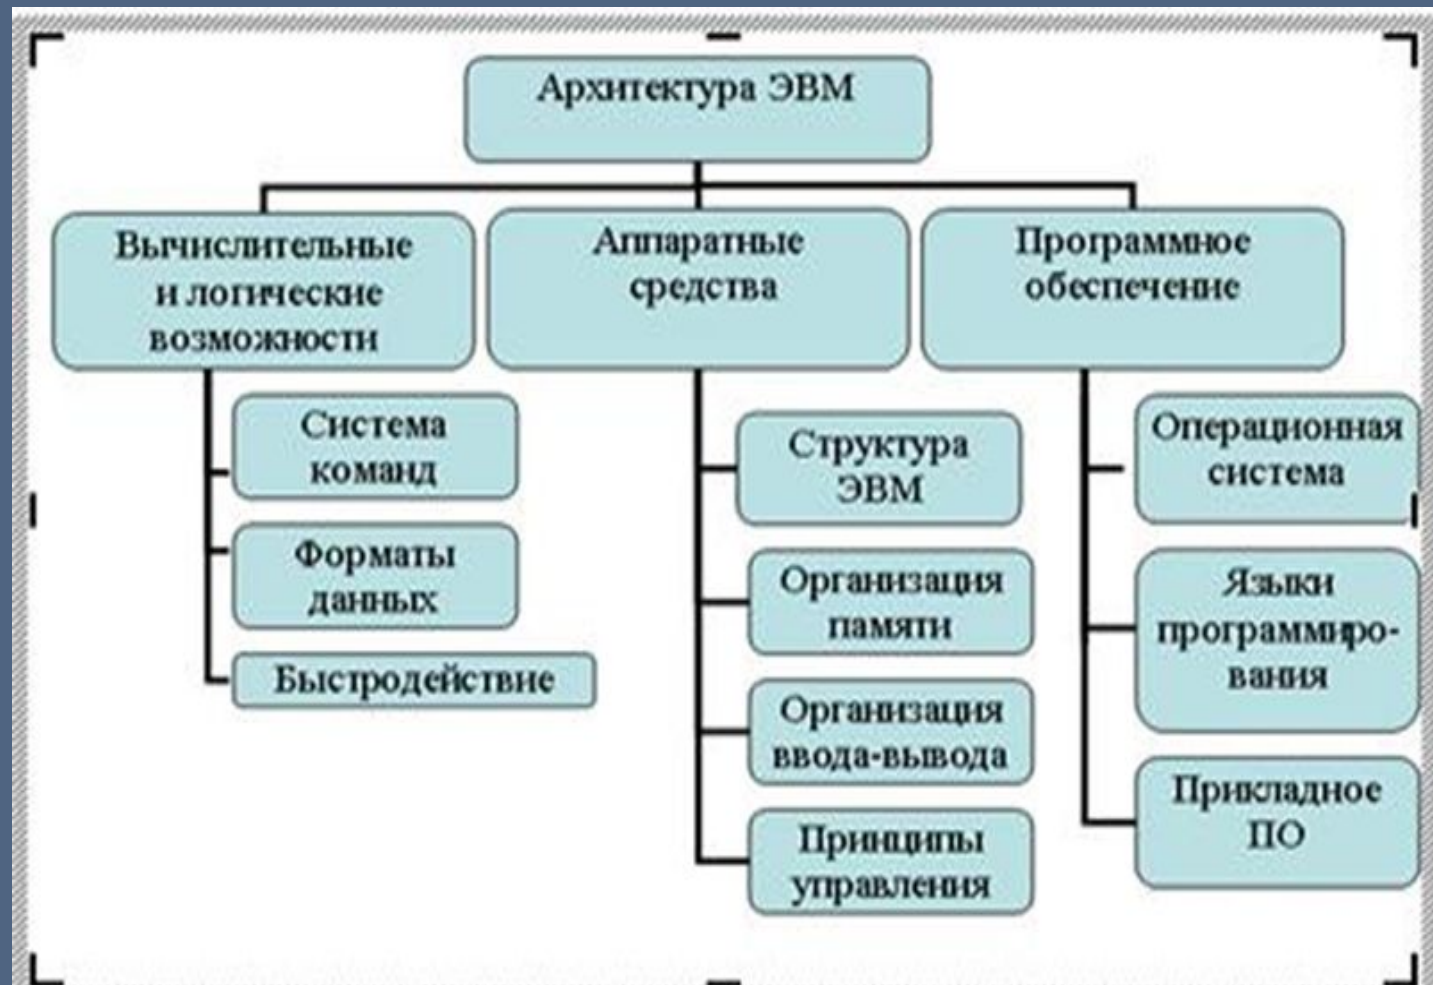 Архитектура ЭВМ
Вычислительные
и логические
возможности
Система
команд
Форматы
данных
Быстродействие
Аппаратные
средства
Структура
ЭВМ
Организация
памяти
Организация
ввода-вывода
Принципы
управления
Программное
обеспечение
Операционная
система
Языки
программиро-
вания
Прикладное
ПО